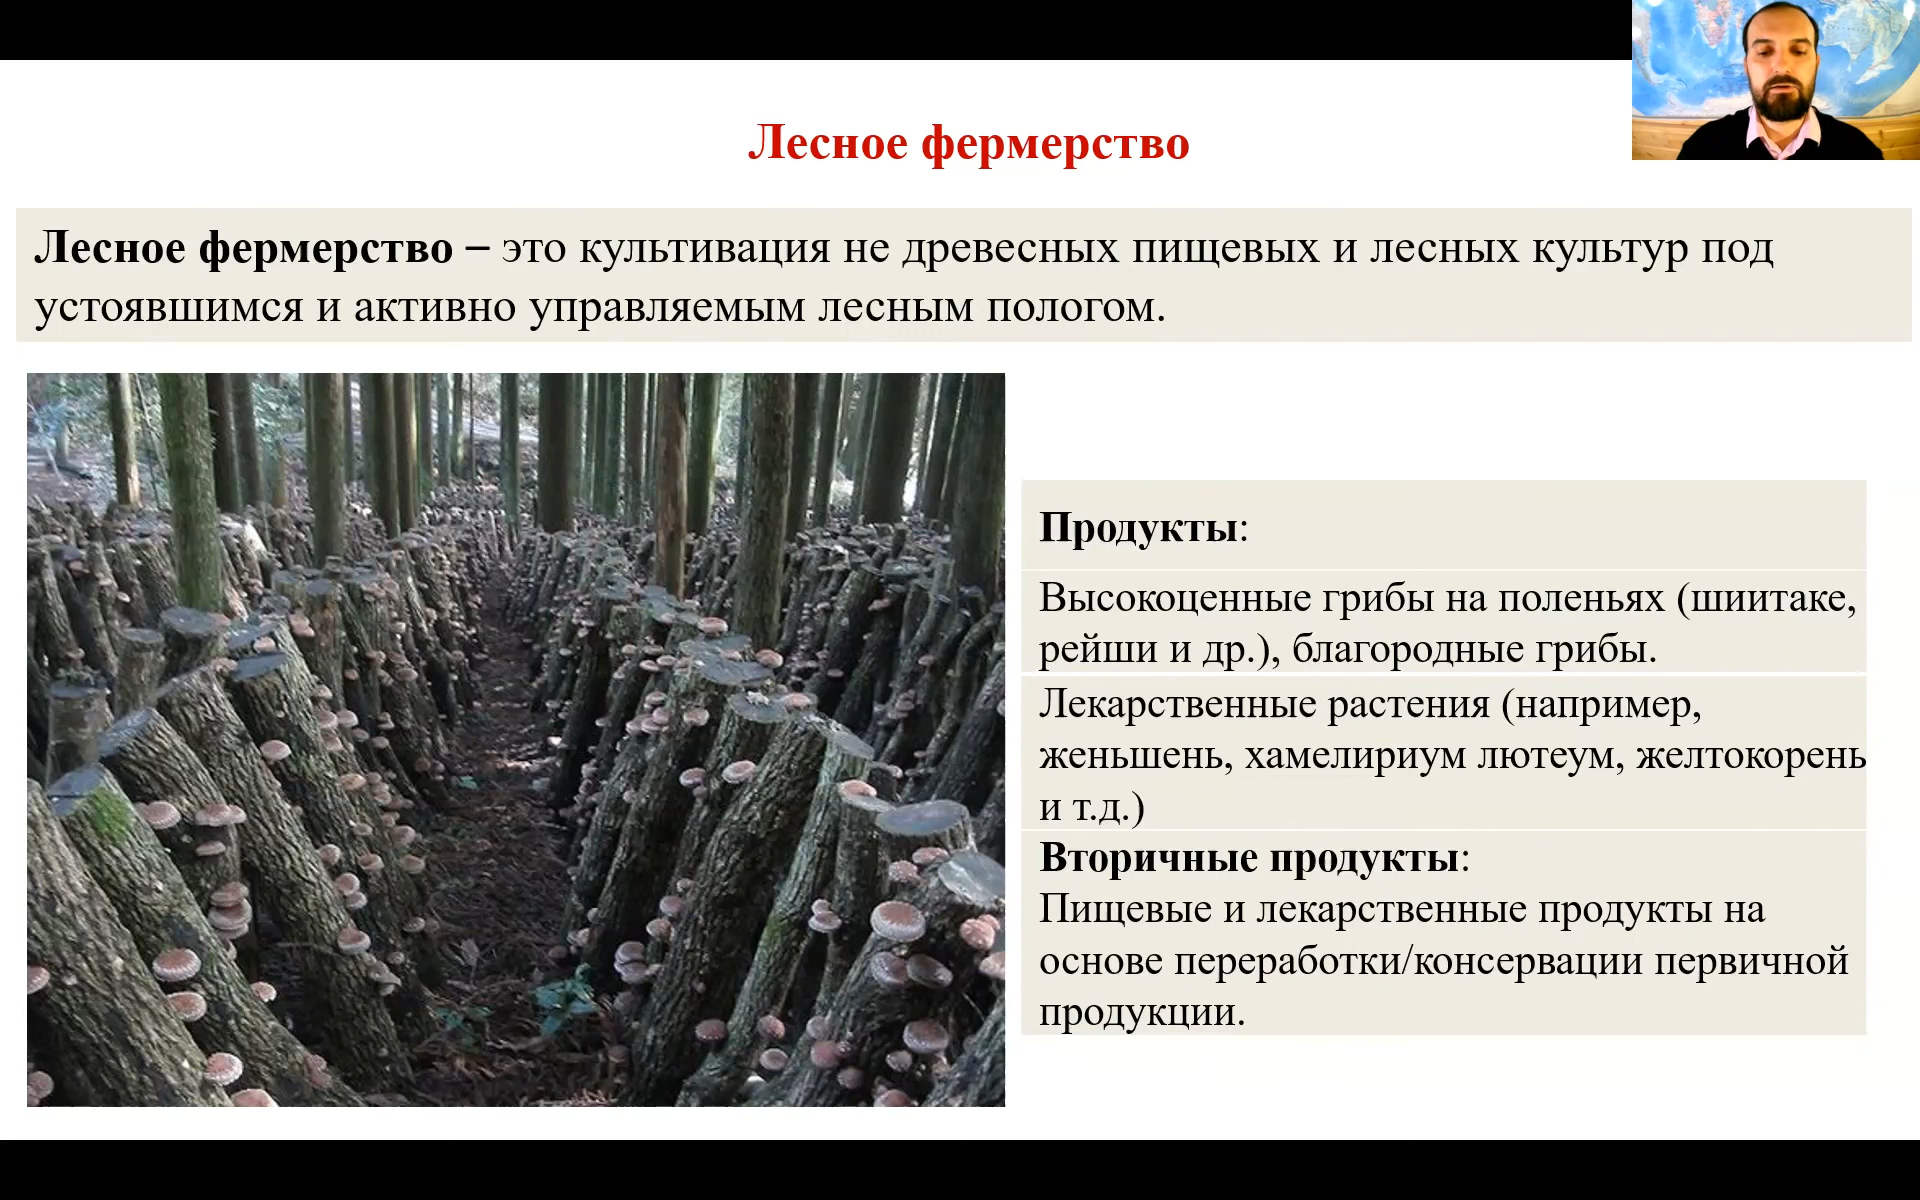 Лесное фермерство
Лесное фермерство – это культивация не древесных пищевых и лесных культур под
устоявшимся и активно управляемым лесным пологом.
Продукты:
Высокоценные грибы на поленьях (шиитаке,
рейши и др.), благородные грибы.
Лекарственные растения (например,
женьшень, хамелириум лютеум, желтокорень
и т.д.)
Вторичные продукты:
Пищевые и лекарственные продукты на
основе переработки/консервации первичной
продукции.